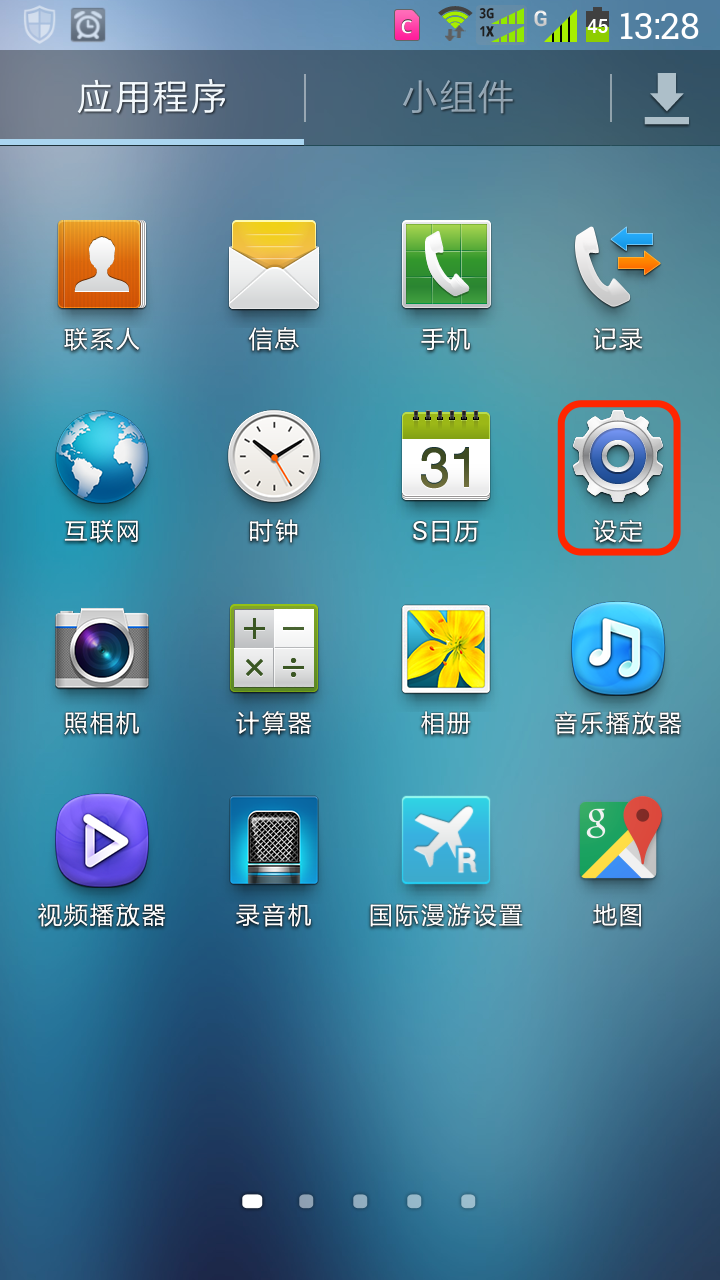 C 3G 1X G 45 13:28
应用程序 小组件
联系人 信息 手机 记录
31
互联网 时钟 S日历 设定
照相机 计算器 相册 音乐播放器
R g
视频播放器 录音机 国际漫游设置 地图